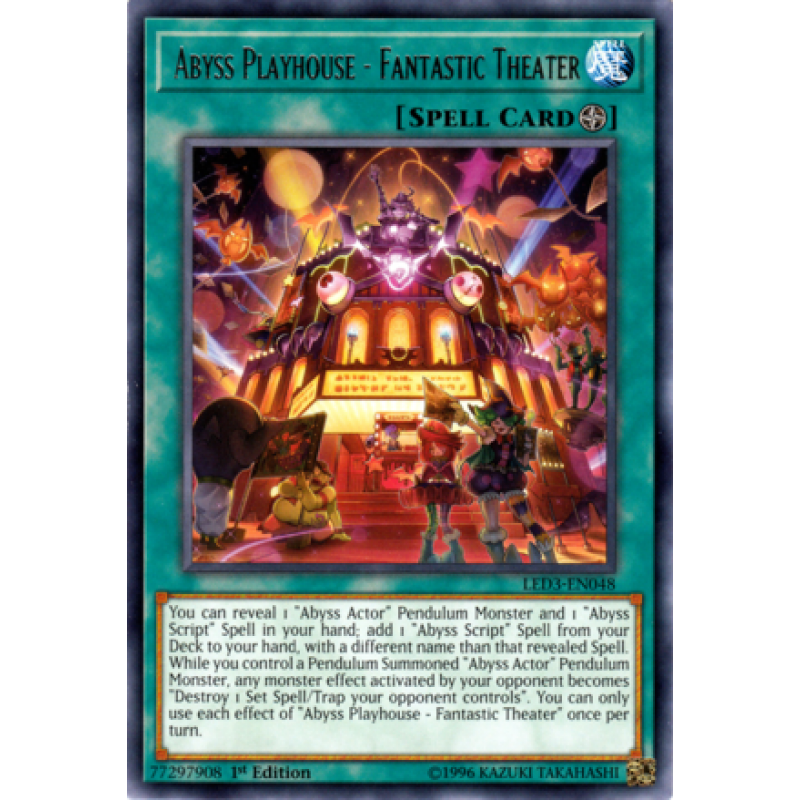 ABYSS PLAYHOUSE - FANTASTIC THEATER
[SPELL CARD]
LED3-EN048
You can reveal 1 "Abyss Actor" Pendulum Monster and 1 "Abyss
Script" Spell in your hand; add 1 "Abyss Script" Spell from your
Deck to your hand, with a different name than that revealed Spell.
While you control a Pendulum Summoned "Abyss Actor" Pendulum
Monster, any monster effect activated by your opponent becomes
"Destroy 1 Set Spell/Trap your opponent controls". You can only
use each effect of "Abyss Playhouse - Fantastic Theater" once per
turn.
77297908 1st Edition
©1996 KAZUKI TAKAHASHI